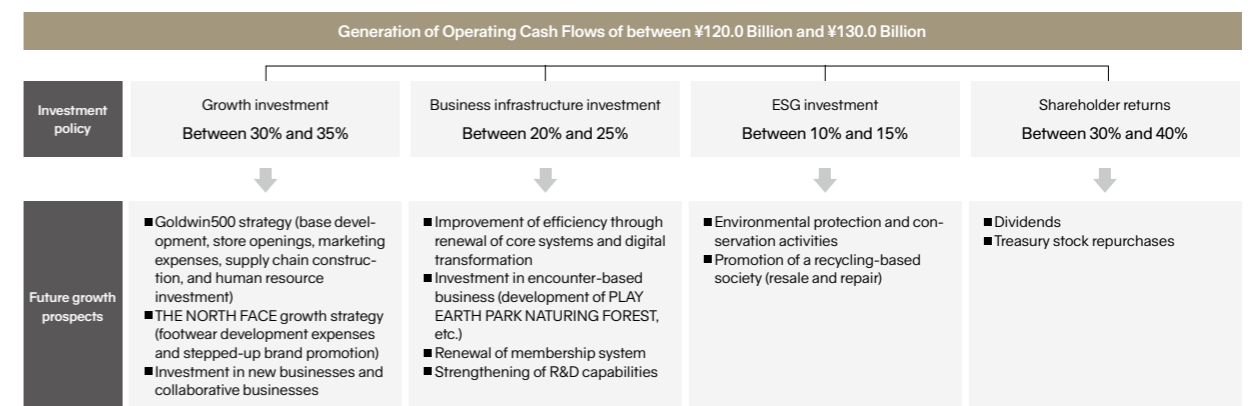 Generation of Operating Cash Flows of between ¥120.0 Billion and ¥130.0 Billion
Investment
policy
Growth investment
Between 30% and 35%
Business infrastructure investment
Between 20% and 25%
ESG investment
Between 10% and 15%
Shareholder returns
Between 30% and 40%
Future growth
prospects
■Goldwin500 strategy (base devel-
opment, store openings, marketing
expenses, supply chain construc-
tion, and human resource
investment)
■THE NORTH FACE growth strategy
(footwear development expenses
and stepped-up brand promotion)
■Investment in new businesses and
collaborative businesses
■Improvement of efficiency through
renewal of core systems and digital
transformation
■Investment in encounter-based
business (development of PLAY
EARTH PARK NATURING FOREST,
etc.)
■Renewal of membership system
■Strengthening of R&D capabilities
■Environmental protection and con-
servation activities
■Promotion of a recycling-based
society (resale and repair)
■Dividends
■Treasury stock repurchases